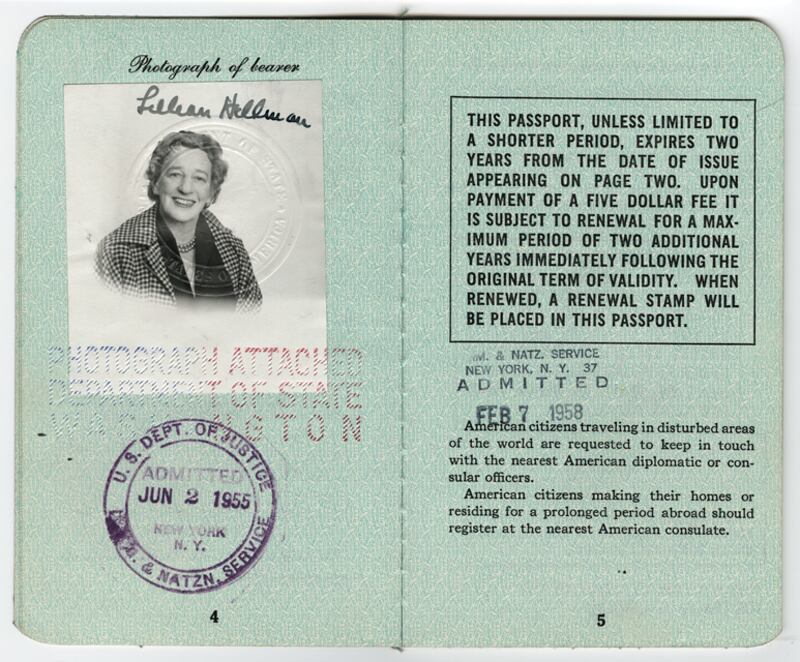 Photograph of bearer
Lillian Hellman
PHOTOGRAPH ATTACHED
DEPARTMENT OF STATE
WASHINGTON
U. S. DEPT. OF JUSTICE
ADMITTED
JUN 2 1955
NEW YORK
N. Y.
& NATZN. SERVICE
4
THIS PASSPORT, UNLESS LIMITED TO
A SHORTER PERIOD, EXPIRES TWO
YEARS FROM THE DATE OF ISSUE
APPEARING ON PAGE TWO. UPON
PAYMENT OF A FIVE DOLLAR FEE IT
IS SUBJECT TO RENEWAL FOR A MAX-
IMUM PERIOD OF TWO ADDITIONAL
YEARS IMMEDIATELY FOLLOWING THE
ORIGINAL TERM OF VALIDITY. WHEN
RENEWED, A RENEWAL STAMP WILL
BE PLACED IN THIS PASSPORT.
M. & NATZ. SERVICE
NEW YORK, N. Y. 37
ADMITTED
FEB 7 1958
American citizens traveling in disturbed areas
of the world are requested to keep in touch
with the nearest American diplomatic or con-
sular officers.
American citizens making their homes or
residing for a prolonged period abroad should
register at the nearest American consulate.
5